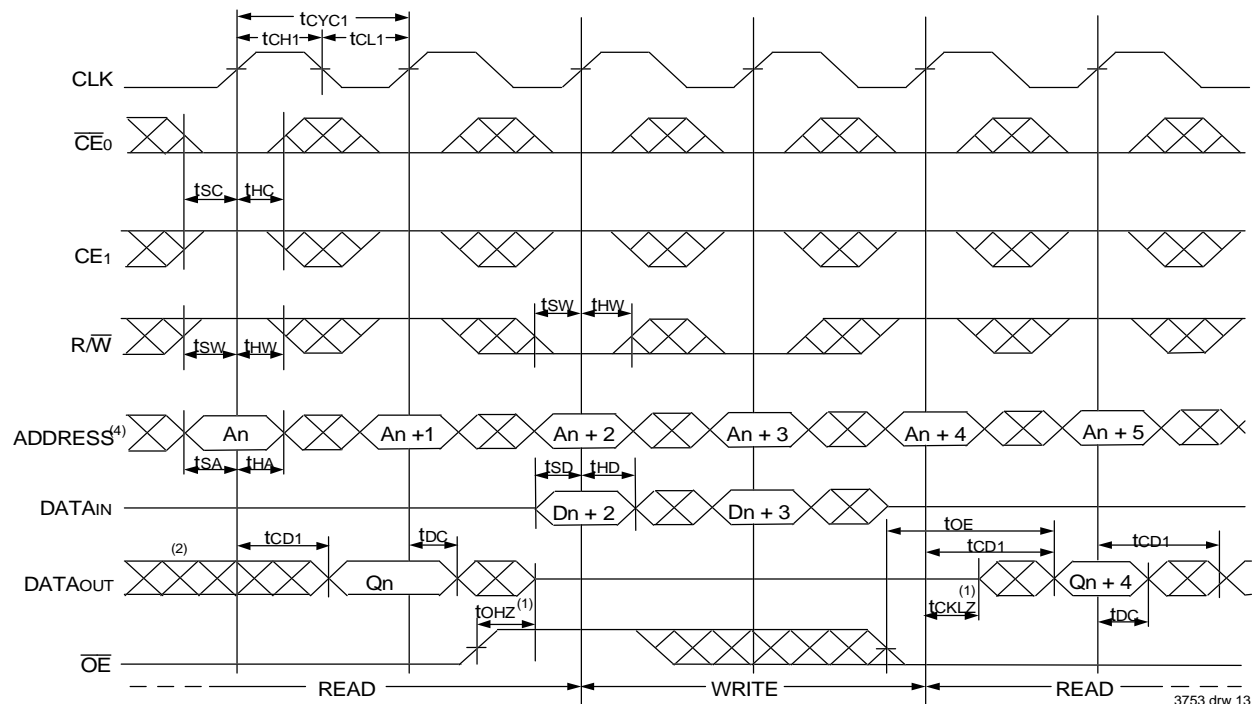 tCYC1
tCH1 tCL1
CLK
CE0
tSC tHC
CE1
tSW tHW
R/W
tSW tHW
ADDRESS(4) An An +1 An + 2 An + 3 An + 4 An + 5
tSA tHA tSD tHD
DATAIN Dn + 2 Dn + 3
tOE
(2) tCD1 tDC tCD1 tCD1
DATAOUT Qn Qn + 4
tOHZ(1) tCKLZ(1) tDC
OE
READ WRITE READ
3753 drw 13